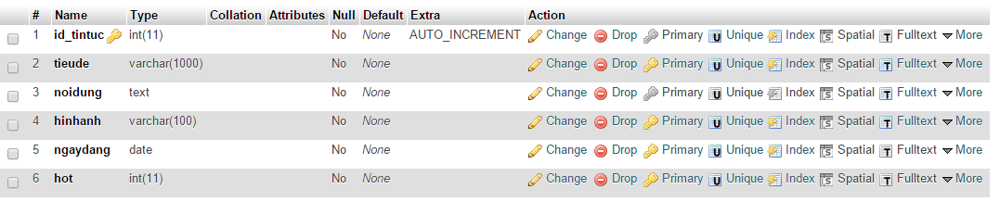 # Name Type Collation Attributes Null Default Extra Action
1 id_tintuc int(11) No None AUTO_INCREMENT Change Drop Primary Unique Index Spatial Fulltext More
2 tieude varchar(1000) No None Change Drop Primary Unique Index Spatial Fulltext More
3 noidung text No None Change Drop Primary Unique Index Spatial Fulltext More
4 hinhanh varchar(100) No None Change Drop Primary Unique Index Spatial Fulltext More
5 ngaydang date No None Change Drop Primary Unique Index Spatial Fulltext More
6 hot int(11) No None Change Drop Primary Unique Index Spatial Fulltext More